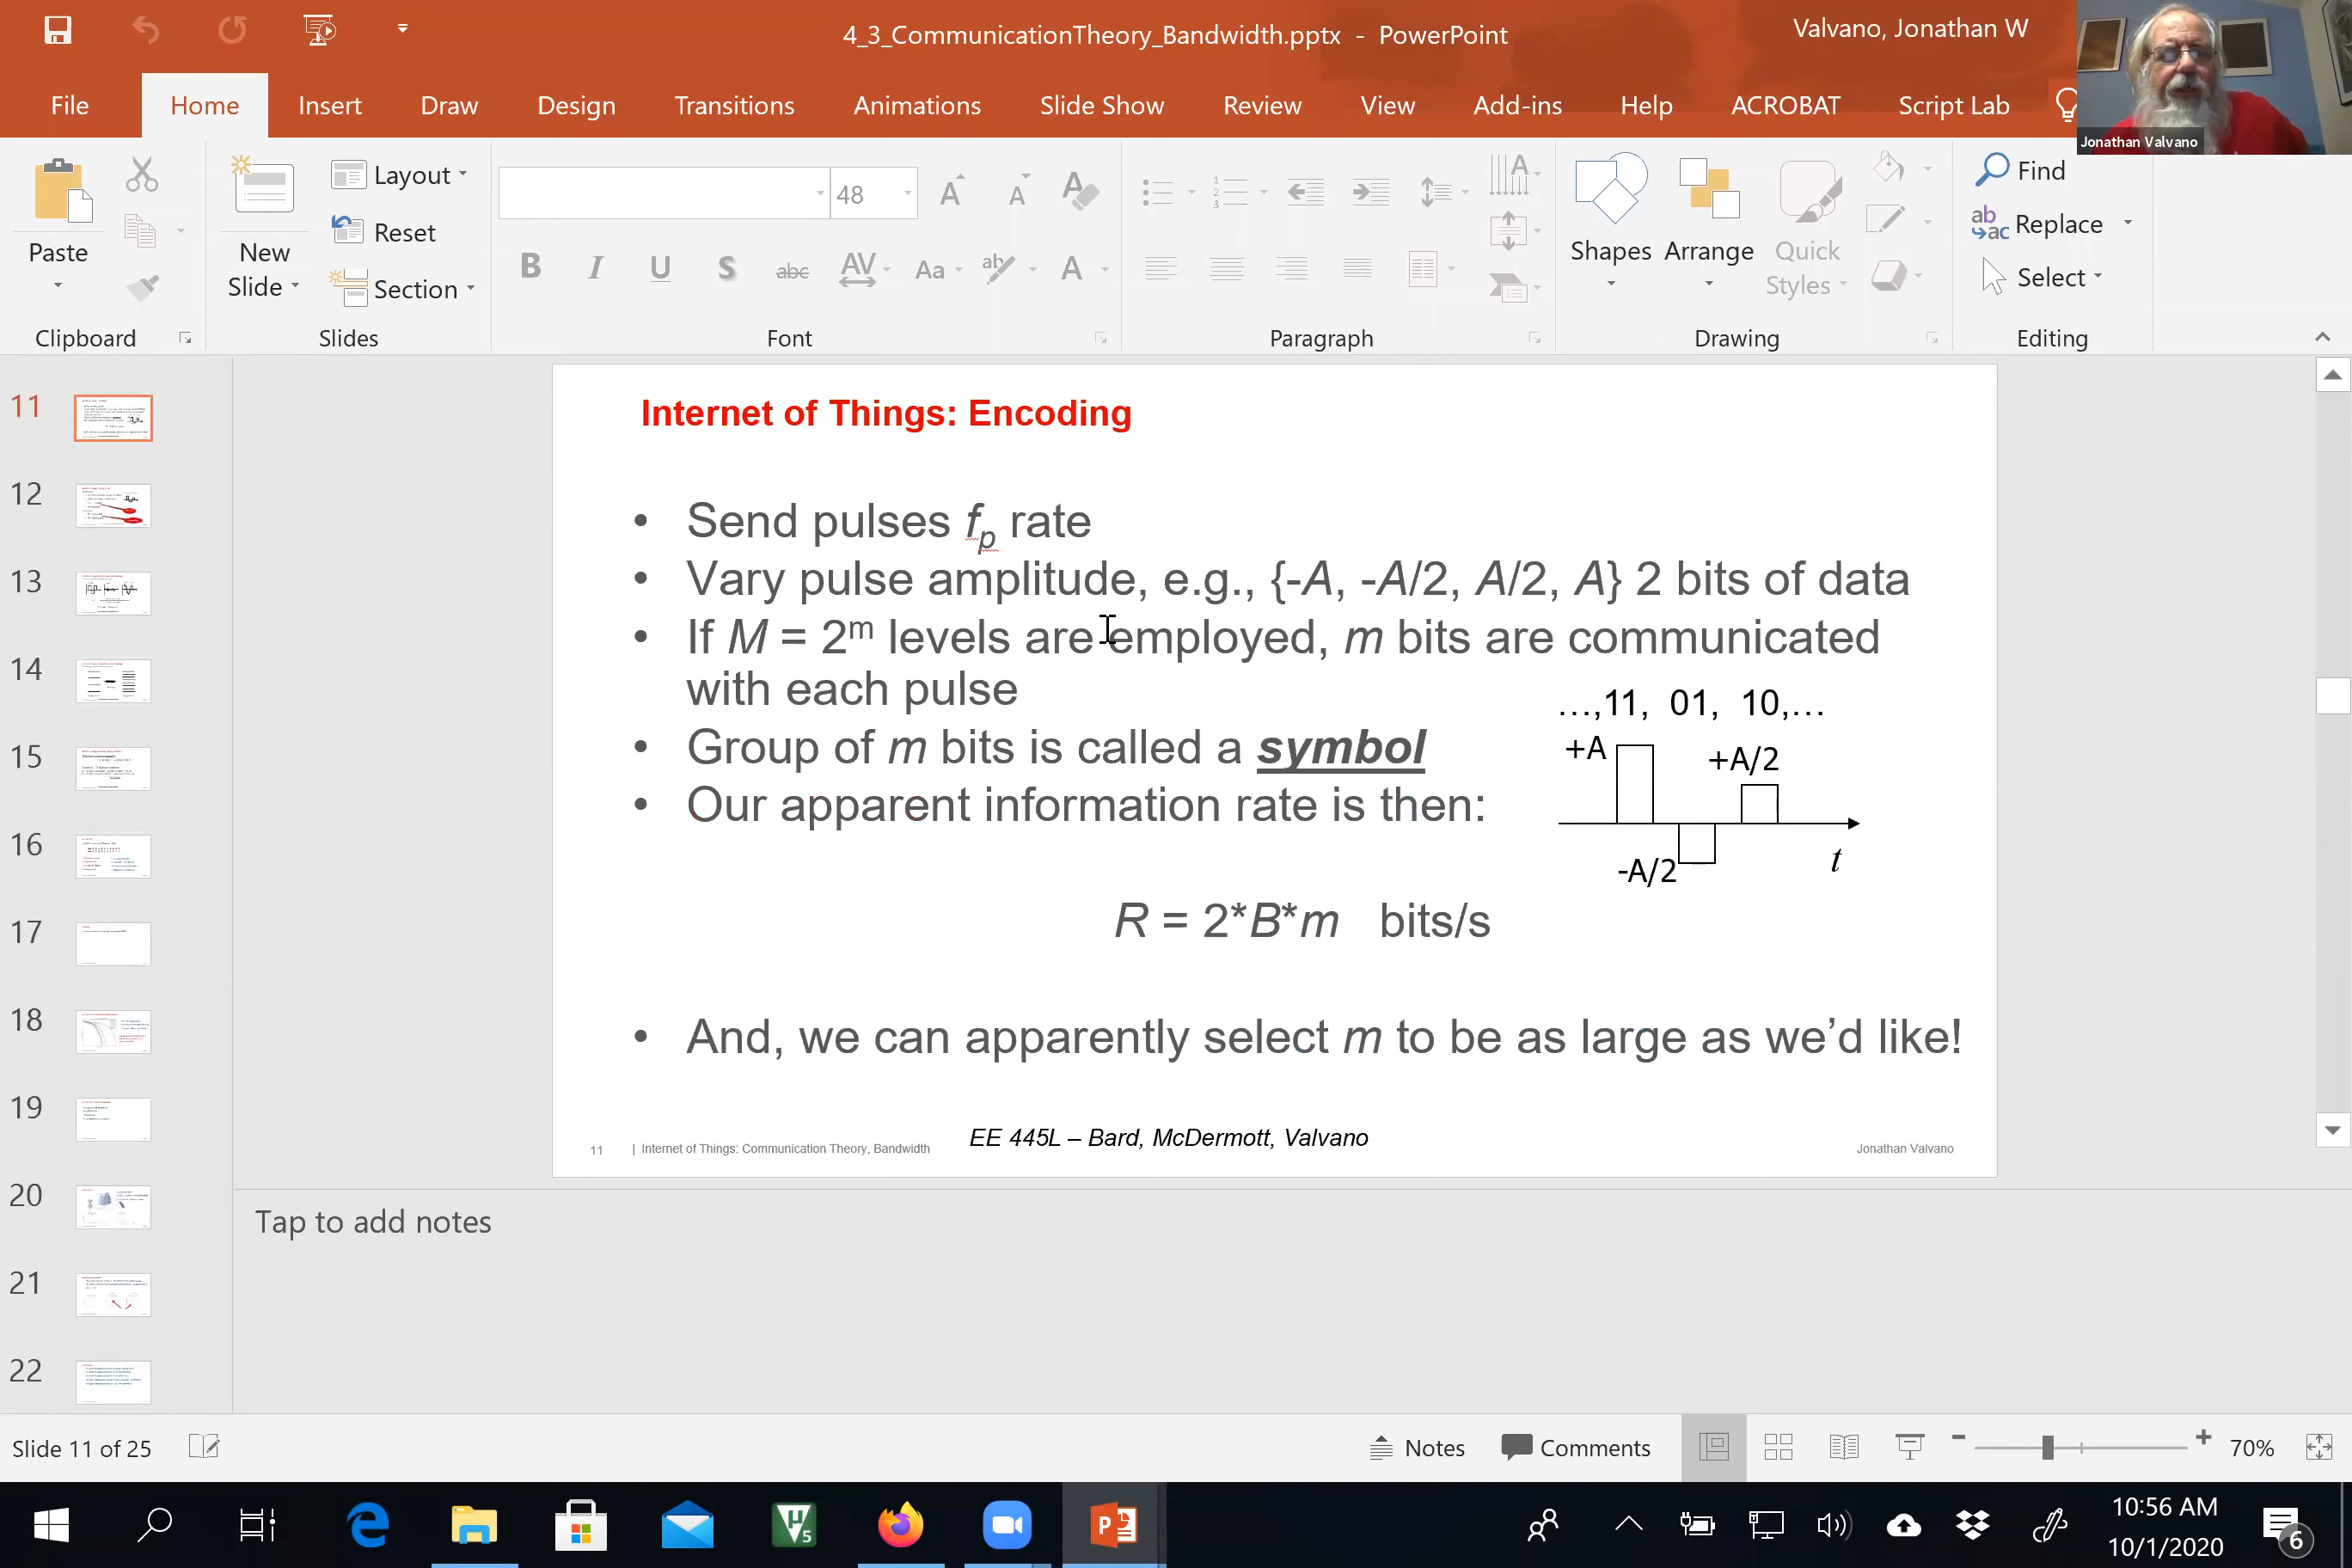 4_3_CommunicationTheory_Bandwidth.pptx - PowerPoint
Valvano, Jonathan W
Jonathan Valvano
File Home Insert Draw Design Transitions Animations Slide Show Review View Add-ins Help ACROBAT Script Lab
Paste
New
Slide
Layout
Reset
Section
48
B I U S abc AV Aa ab A
Shapes
Arrange
Quick
Styles
Find
Replace
Select
Clipboard Slides Font Paragraph Drawing Editing
11
12
13
14
15
16
17
18
19
20
21
22
Internet of Things: Encoding
• Send pulses fp rate
• Vary pulse amplitude, e.g., {-A, -A/2, A/2, A} 2 bits of data
• If M = 2^m levels are employed, m bits are communicated
with each pulse
• Group of m bits is called a symbol
• Our apparent information rate is then:
…,11, 01, 10,…
+A
+A/2
-A/2
t
R = 2*B*m bits/s
• And, we can apparently select m to be as large as we’d like!
11 | Internet of Things: Communication Theory, Bandwidth
EE 445L – Bard, McDermott, Valvano
Jonathan Valvano
Tap to add notes
Slide 11 of 25
Notes
Comments
70%
10:56 AM
10/1/2020
6